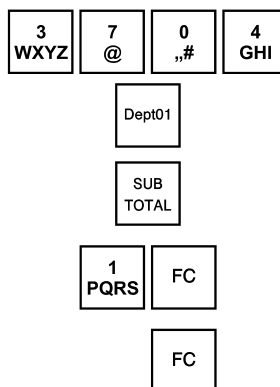 3 7 0 4
WXYZ @ „# GHI
Dept01
SUB
TOTAL
1
PQRS FC
FC